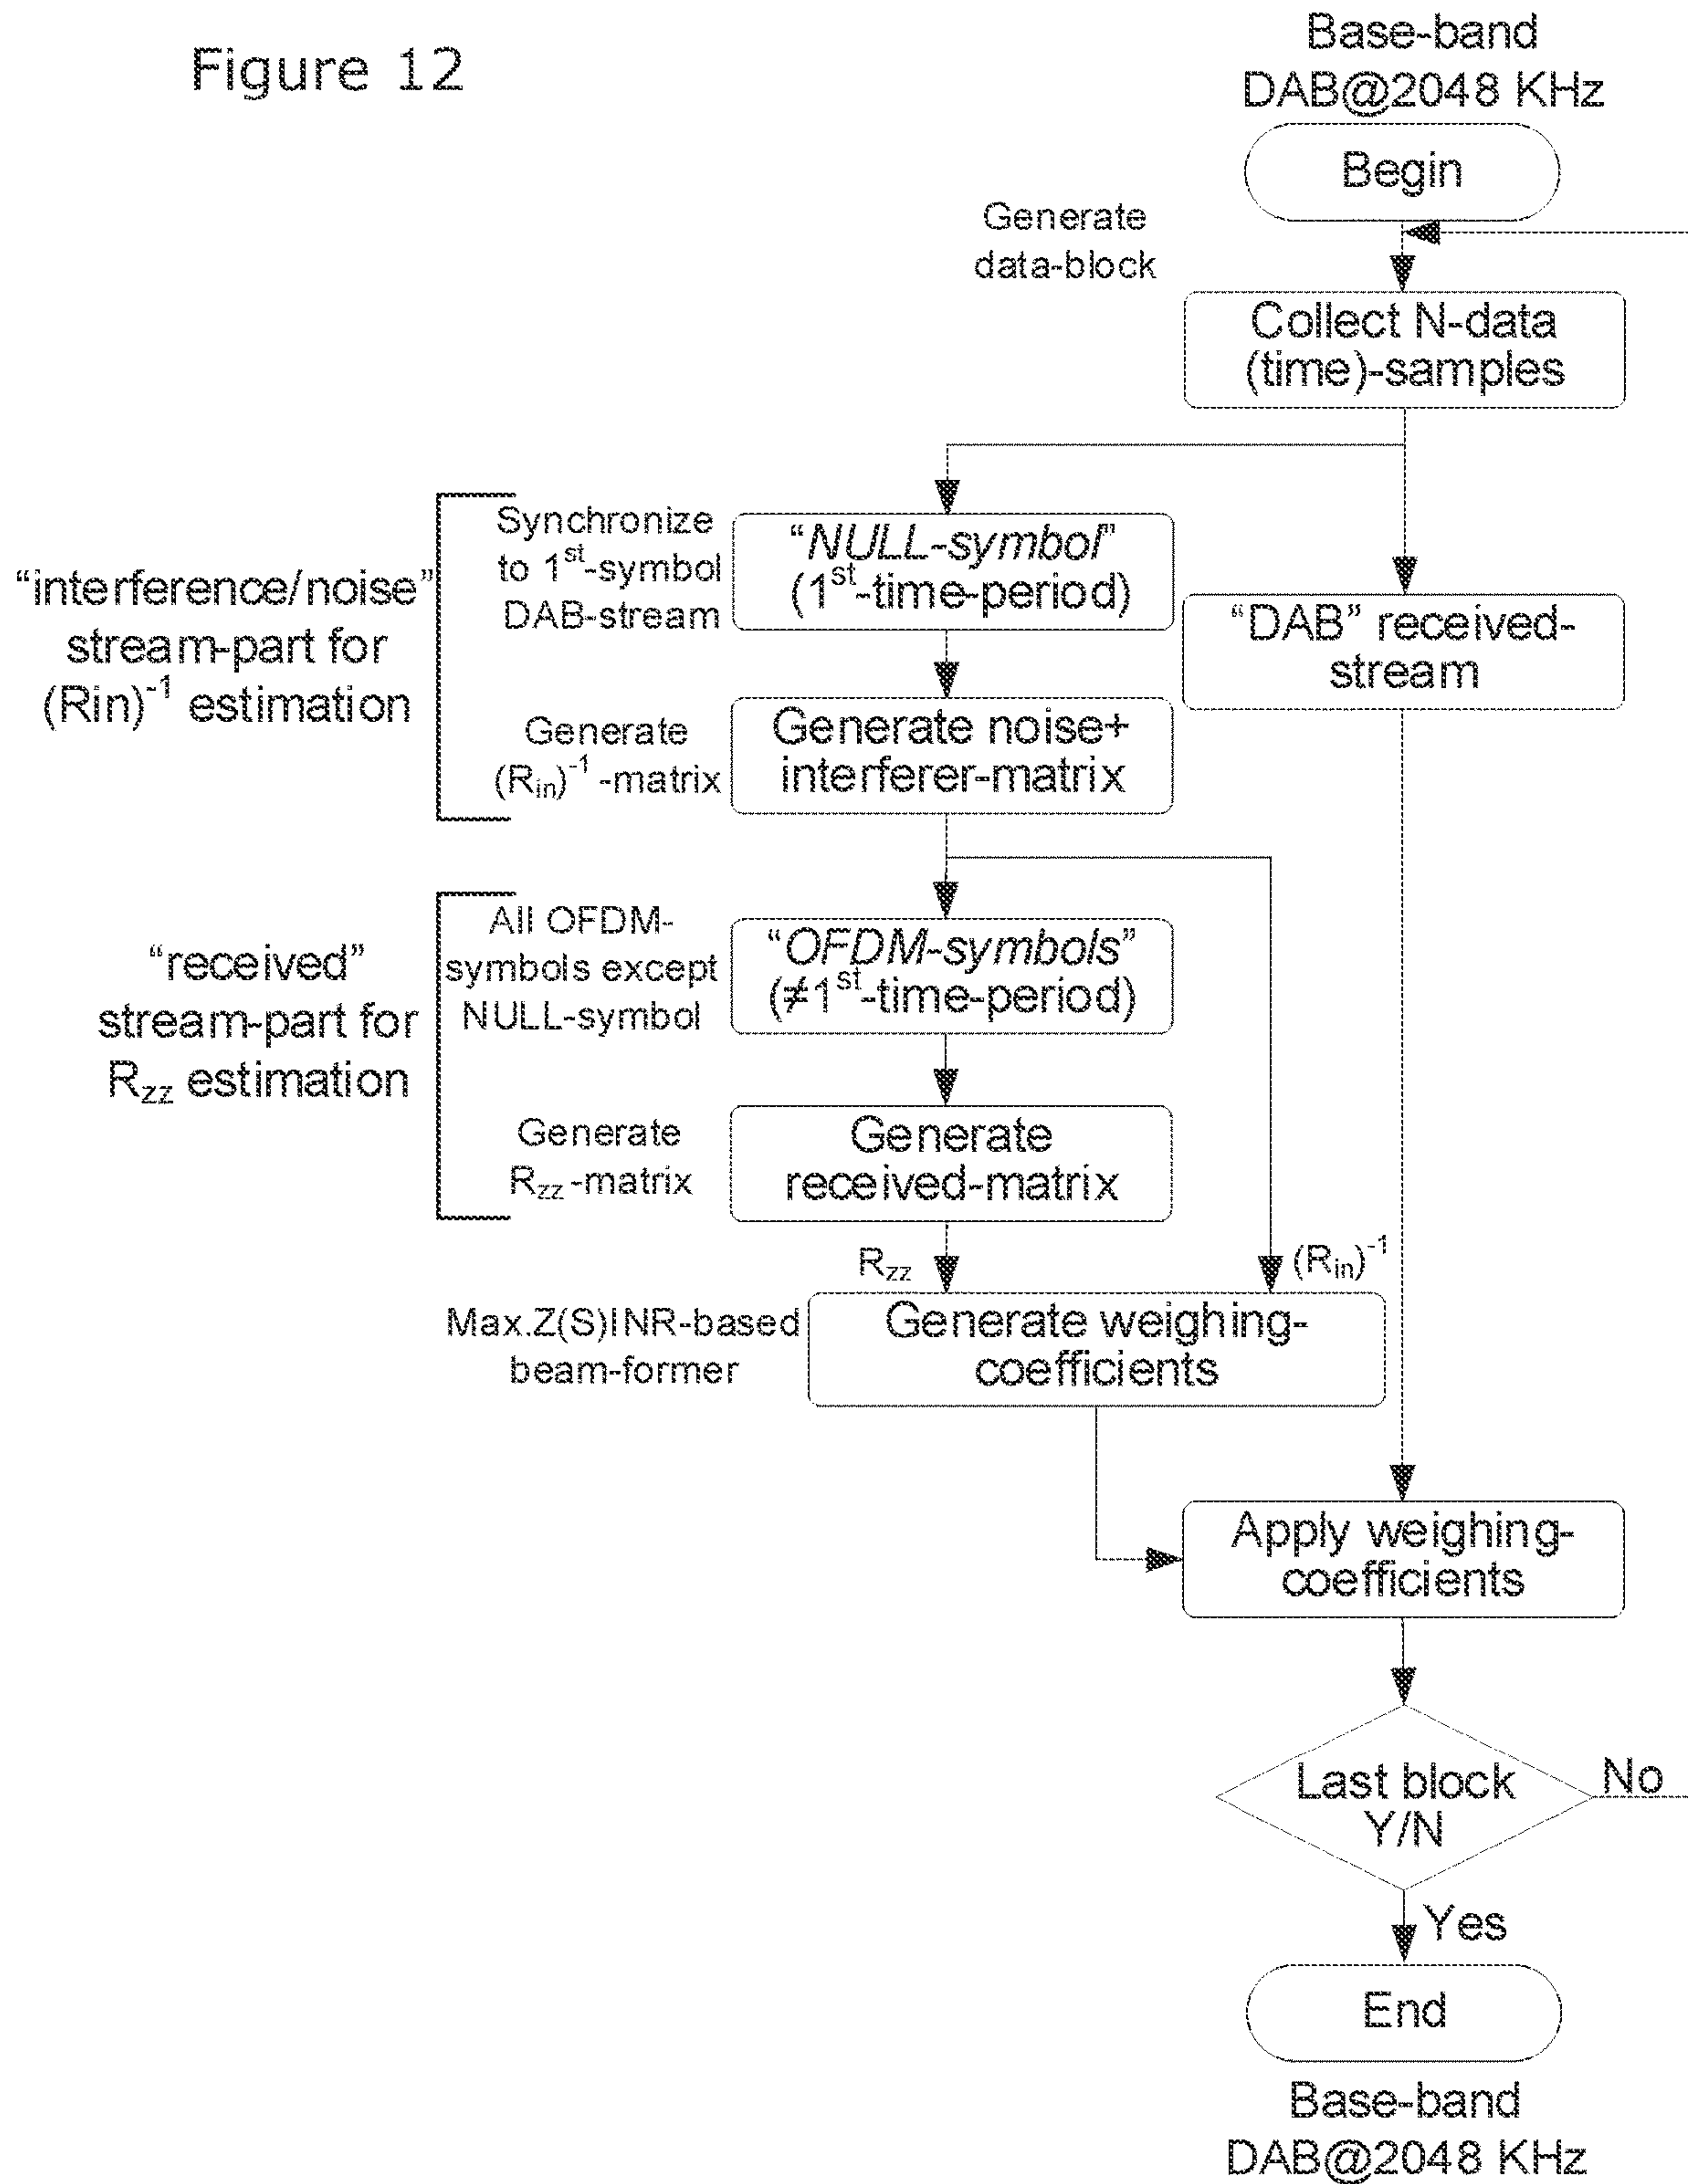 Figure 12
Base-band
DAB@2048 KHz
Begin
Generate
data-block
Collect N-data
(time)-samples
Synchronize
to 1st-symbol
DAB-stream
"NULL-symbol"
(1st-time-period)
"interference/noise"
stream-part for
(Rin)-1 estimation
"DAB" received-
stream
Generate
(Rin)-1 -matrix
Generate noise+
interferer-matrix
All OFDM-
symbols except
NULL-symbol
"OFDM-symbols"
(≠1st-time-period)
"received"
stream-part for
Rzz estimation
Generate
Rzz-matrix
Generate
received-matrix
Rzz
(Rin)-1
Max.Z(S)INR-based
beam-former
Generate weighing-
coefficients
Apply weighing-
coefficients
Last block
Y/N
No
Yes
End
Base-band
DAB@2048 KHz